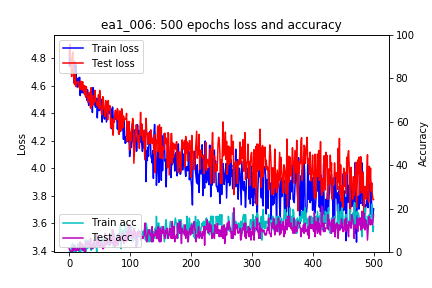 ea1_006: 500 epochs loss and accuracy
Train loss
Test loss
Train acc
Test acc
Loss
4.8
4.6
4.4
4.2
4.0
3.8
3.6
3.4
Accuracy
100
80
60
40
20
0
0
100
200
300
400
500